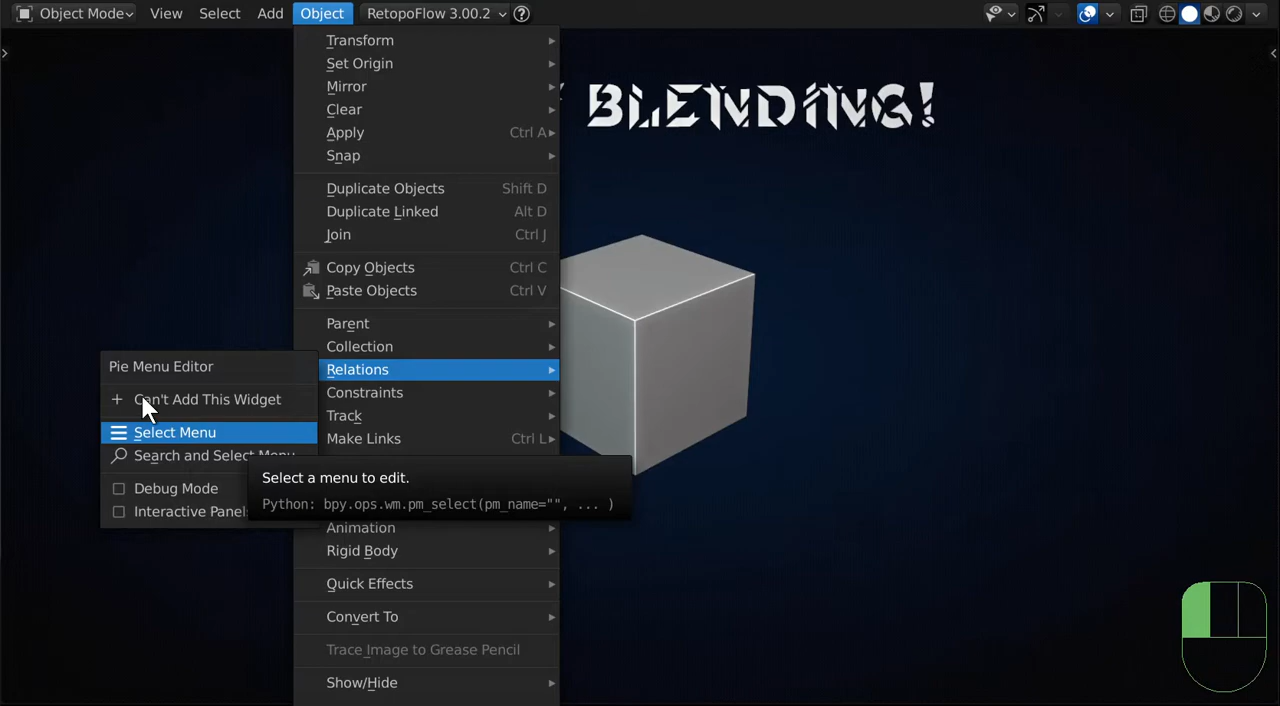 Object Mode View Select Add Object RetopoFlow 3.00.2
BLENDING!
Transform
Set Origin
Mirror
Clear
Apply Ctrl A
Snap
Duplicate Objects Shift D
Duplicate Linked Alt D
Join Ctrl J
Copy Objects Ctrl C
Paste Objects Ctrl V
Parent
Collection
Relations
Constraints
Track
Make Links Ctrl L
Animation
Rigid Body
Quick Effects
Convert To
Trace Image to Grease Pencil
Show/Hide
Pie Menu Editor
Can't Add This Widget
Select Menu
Search and Select Menu
Debug Mode
Interactive Panels
Select a menu to edit.
Python: bpy.ops.wm.pm_select(pm_name="", ... )